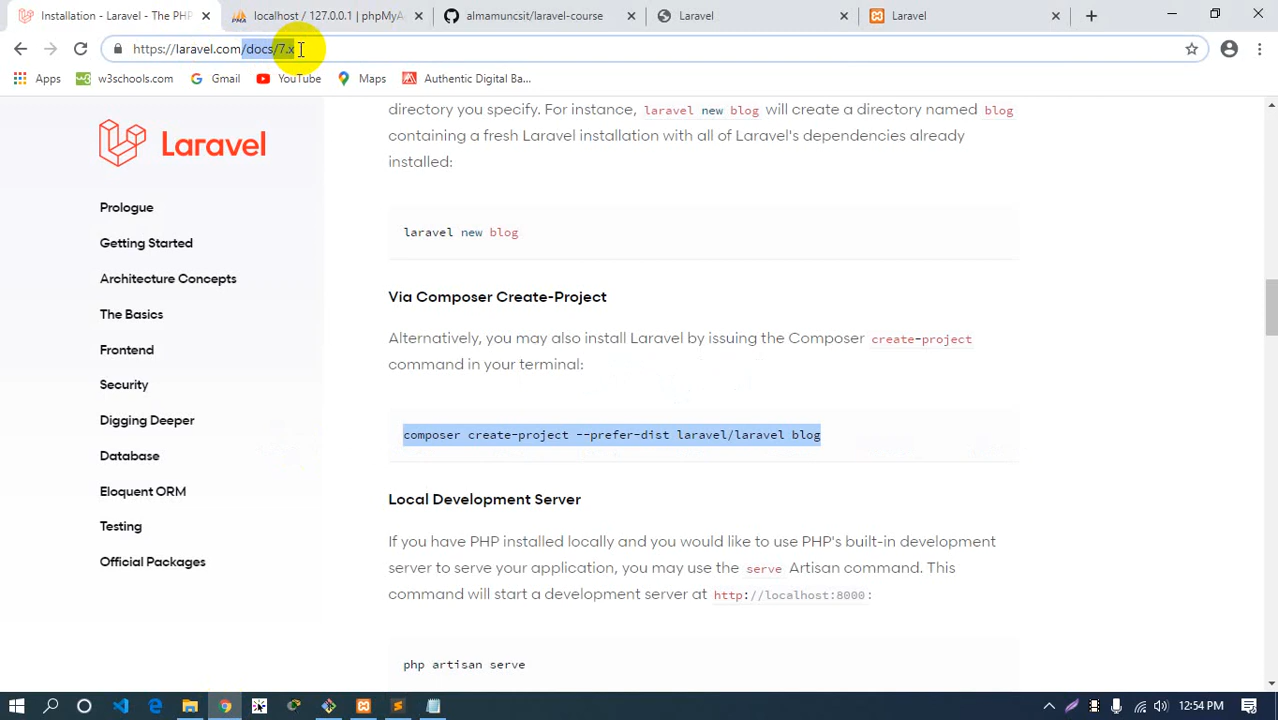 Installation - Laravel - The PHP
localhost / 127.0.0.1 | phpMyA
almamuncsit/laravel-course
Laravel
Laravel
https://laravel.com/docs/7.x
Apps
w3schools.com
Gmail
YouTube
Maps
Authentic Digital Ba...
Laravel
Prologue
Getting Started
Architecture Concepts
The Basics
Frontend
Security
Digging Deeper
Database
Eloquent ORM
Testing
Official Packages
directory you specify. For instance, laravel new blog will create a directory named blog
containing a fresh Laravel installation with all of Laravel's dependencies already
installed:
laravel new blog
Via Composer Create-Project
Alternatively, you may also install Laravel by issuing the Composer create-project
command in your terminal:
composer create-project --prefer-dist laravel/laravel blog
Local Development Server
If you have PHP installed locally and you would like to use PHP's built-in development
server to serve your application, you may use the serve Artisan command. This
command will start a development server at http://localhost:8000:
php artisan serve
12:54 PM